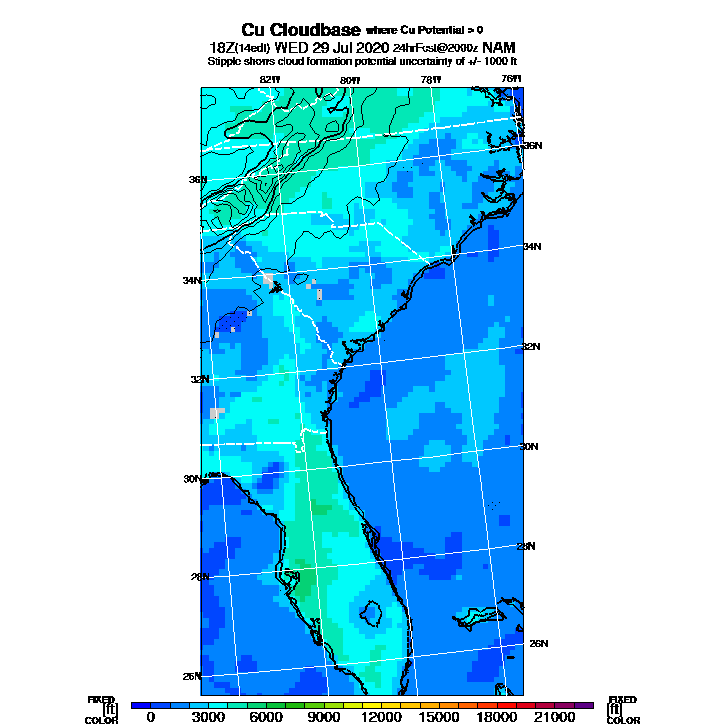 Cu Cloudbase where Cu Potential > 0
18Z(14edt) WED 29 Jul 2020 24hrFcst@2000z NAM
Stipple shows cloud formation potential uncertainty of +/- 1000 ft
82W 80W 78W 76W
36N 36N
34N 34N
32N 32N
30N 30N
28N 28N
26N 26N
FIXED FIXED
[ft] [ft]
COLOR 0 3000 6000 9000 12000 15000 18000 21000 COLOR